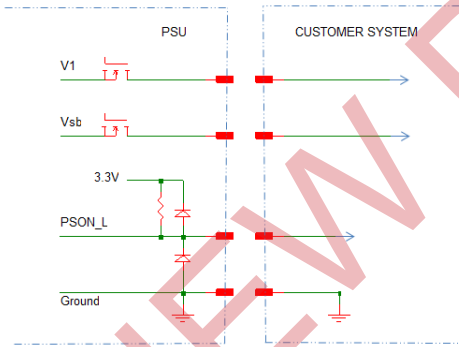 PSU
CUSTOMER SYSTEM
V1
Vsb
3.3V
PSON_L
Ground